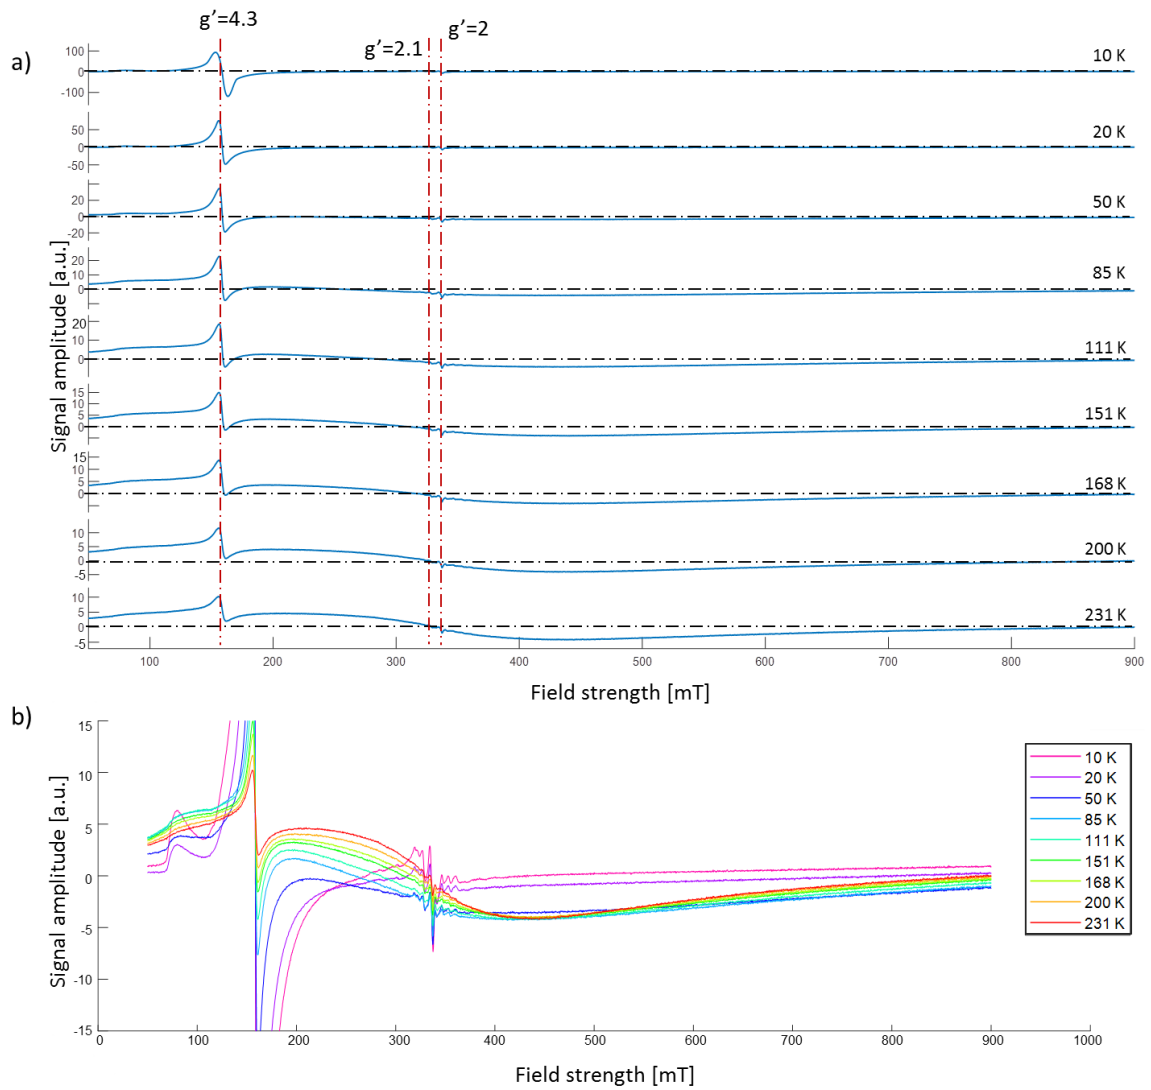 g’=4.3
g’=2.1
g’=2
a)
100
0
-100
10 K
50
0
-50
20 K
20
0
-20
50 K
20
10
0
85 K
20
10
0
111 K
15
10
5
0
151 K
15
10
5
0
168 K
10
5
0
-5
200 K
10
5
0
-5
231 K
Signal amplitude [a.u.]
100 200 300 400 500 600 700 800 900
Field strength [mT]
b)
15
10
5
0
-5
-10
-15
Signal amplitude [a.u.]
10 K
20 K
50 K
85 K
111 K
151 K
168 K
200 K
231 K
0 100 200 300 400 500 600 700 800 900 1000
Field strength [mT]